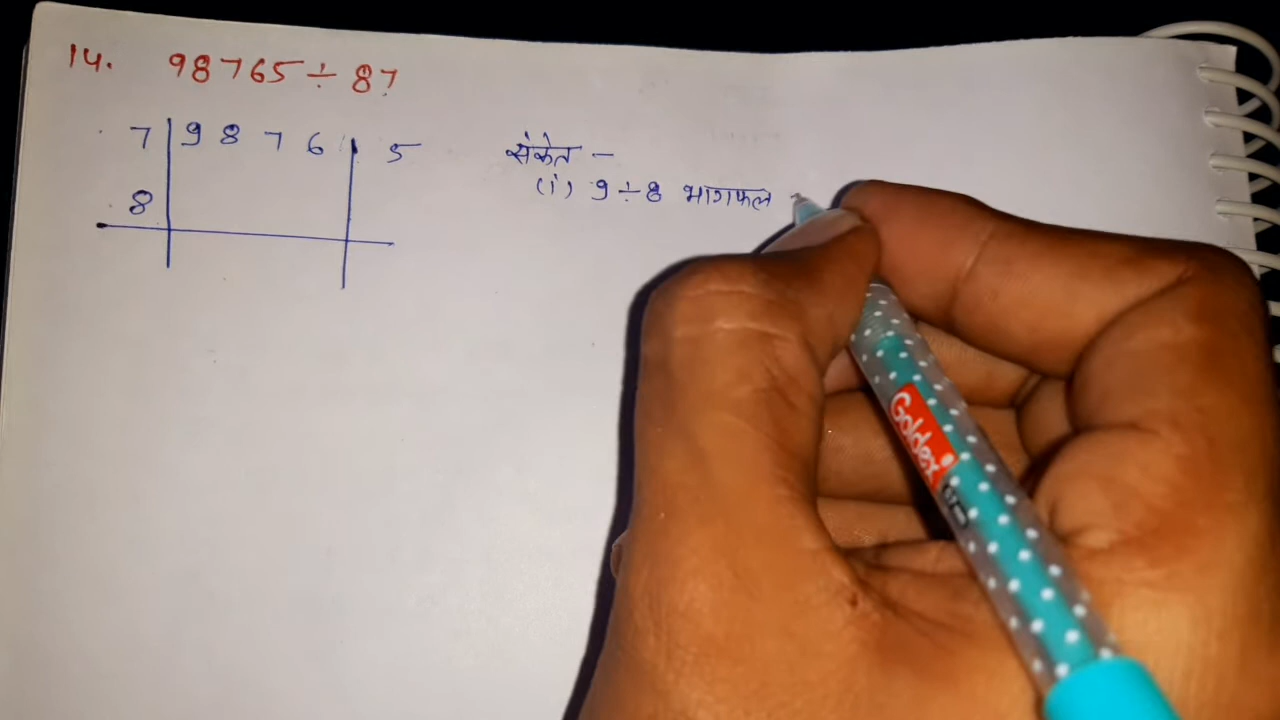 14. 98765 ÷ 87
7 9 8 7 6 5
8
संकेत –
(i) 9 ÷ 8 भागफल
Goldex